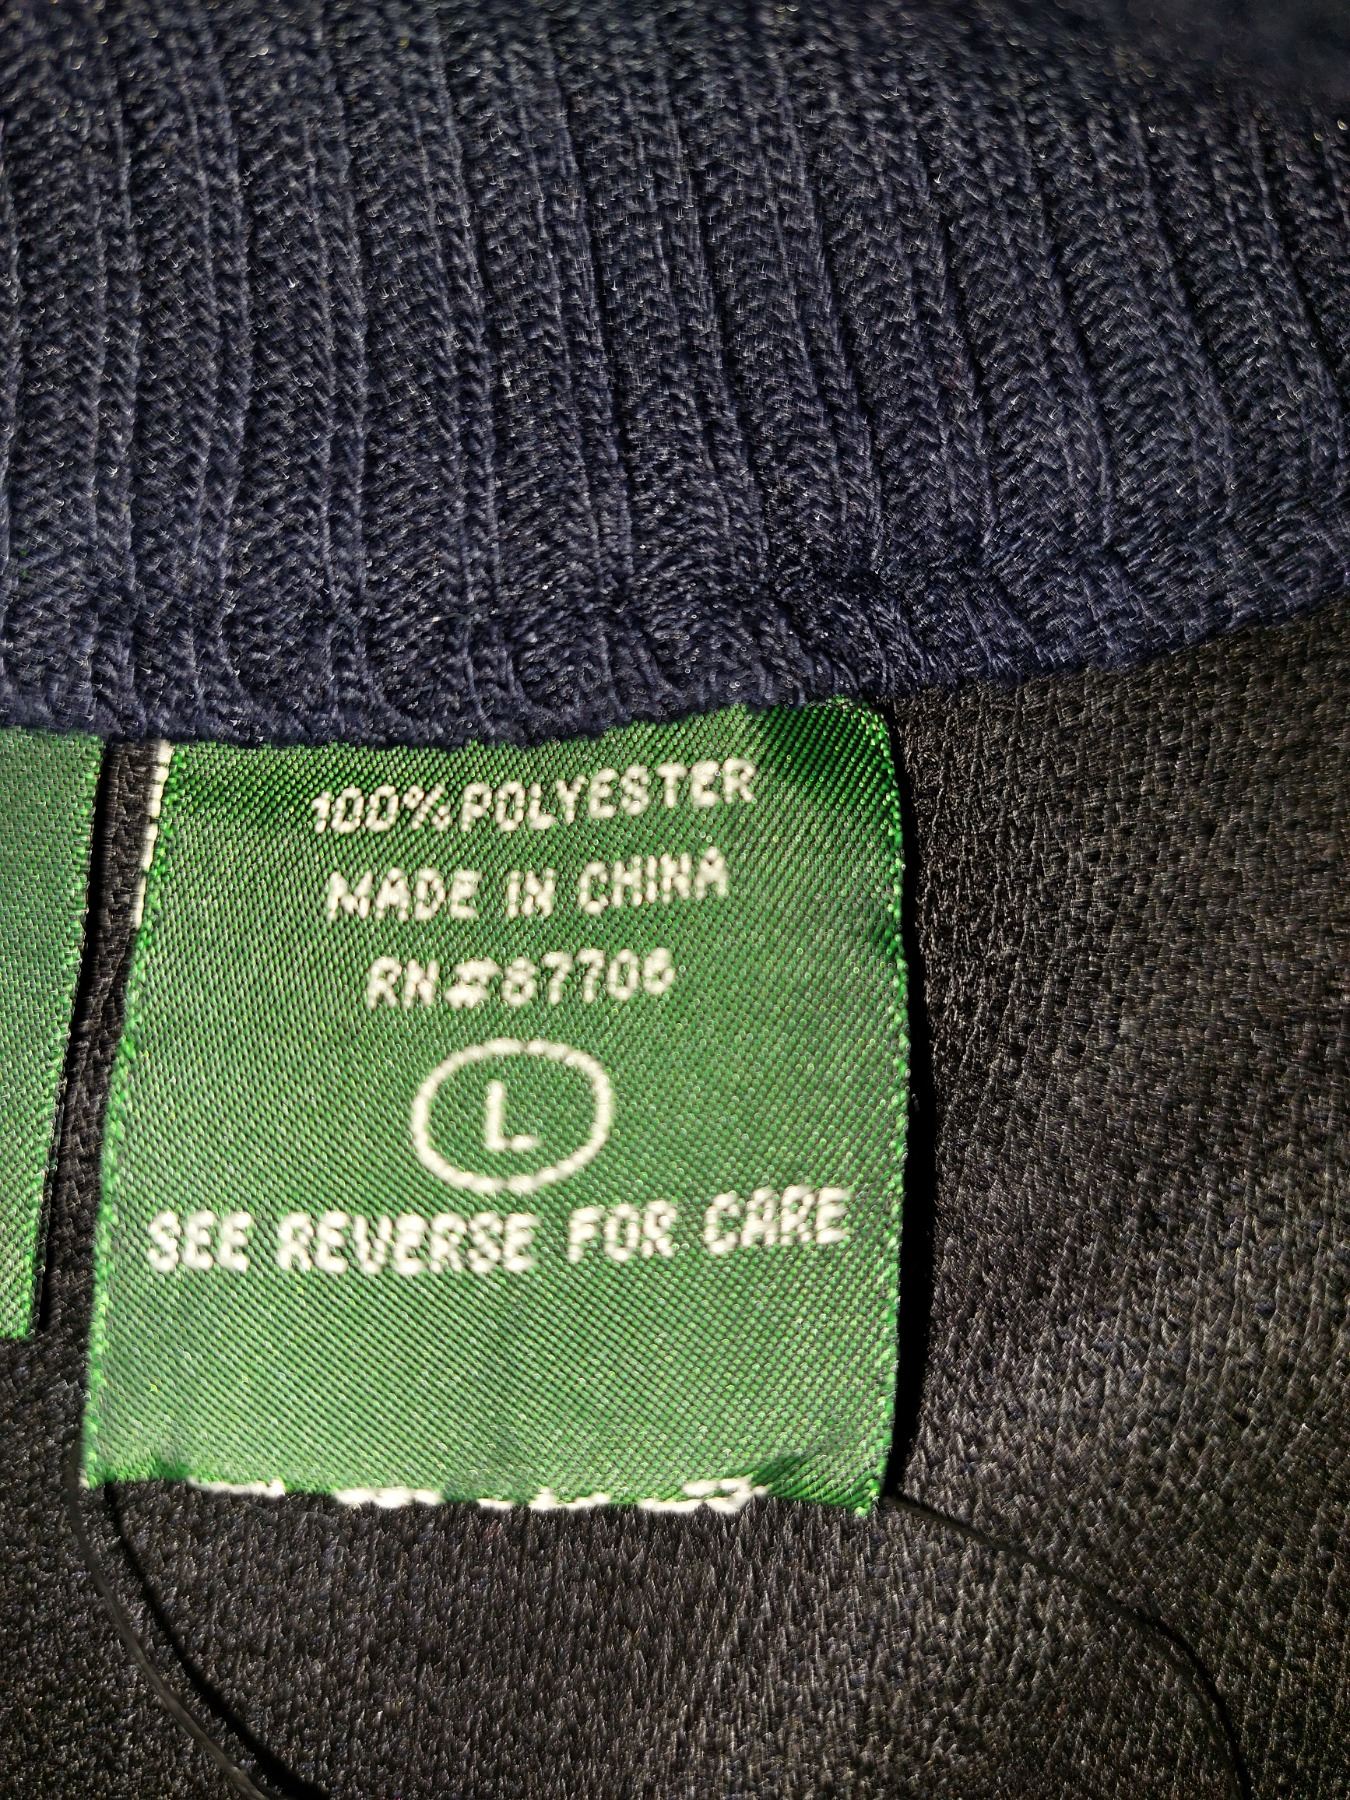 100% POLYESTER
MADE IN CHINA
RN#87706
L
SEE REVERSE FOR CARE